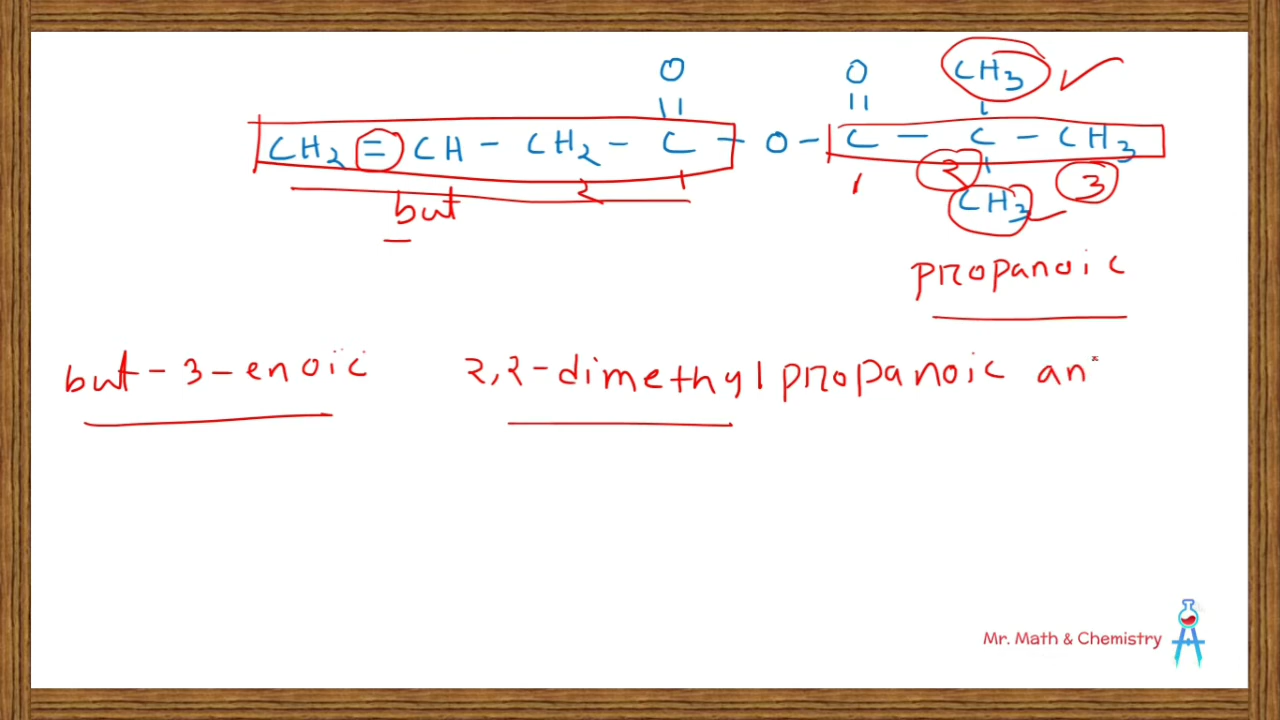 O O CH3
CH2 = CH - CH2 - C - O - C - C - CH3
2 1 1 2 3
but CH3
propanoic
but-3-enoic 2,2-dimethylpropanoic an
Mr. Math & Chemistry